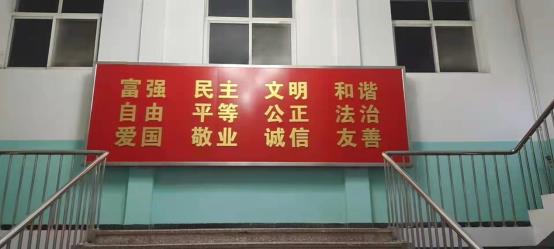 富强 民主 文明 和谐
自由 平等 公正 法治
爱国 敬业 诚信 友善